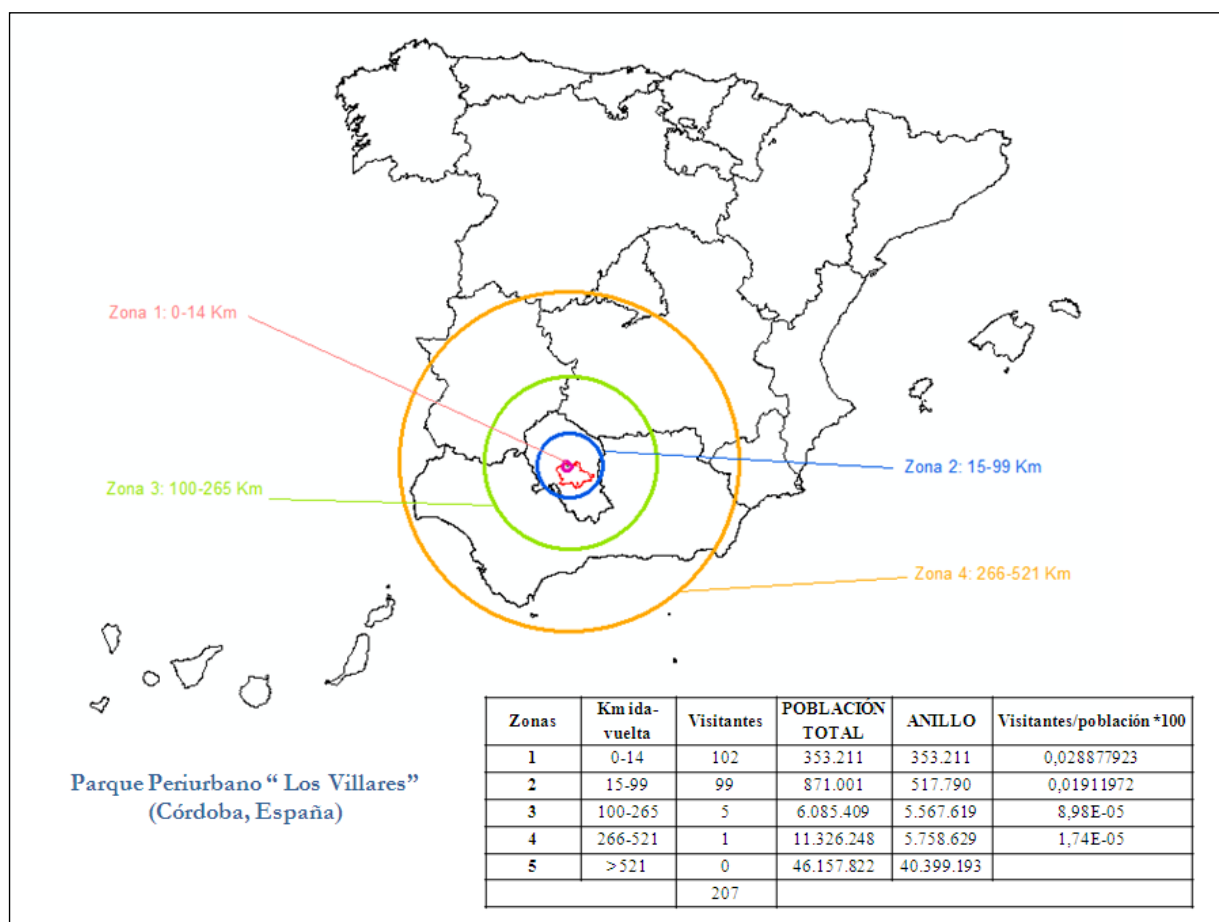 Zona 1: 0-14 Km
Zona 2: 15-99 Km
Zona 3: 100-265 Km
Zona 4: 266-521 Km
Parque Periurbano “ Los Villares”
(Córdoba, España)
Zonas Km ida-vuelta Visitantes POBLACIÓN TOTAL ANILLO Visitantes/población *100
1 0-14 102 353.211 353.211 0,028877923
2 15-99 99 871.001 517.790 0,01911972
3 100-265 5 6.085.409 5.567.619 8,98E-05
4 266-521 1 11.326.248 5.758.629 1,74E-05
5 >521 0 46.157.822 40.399.193
207